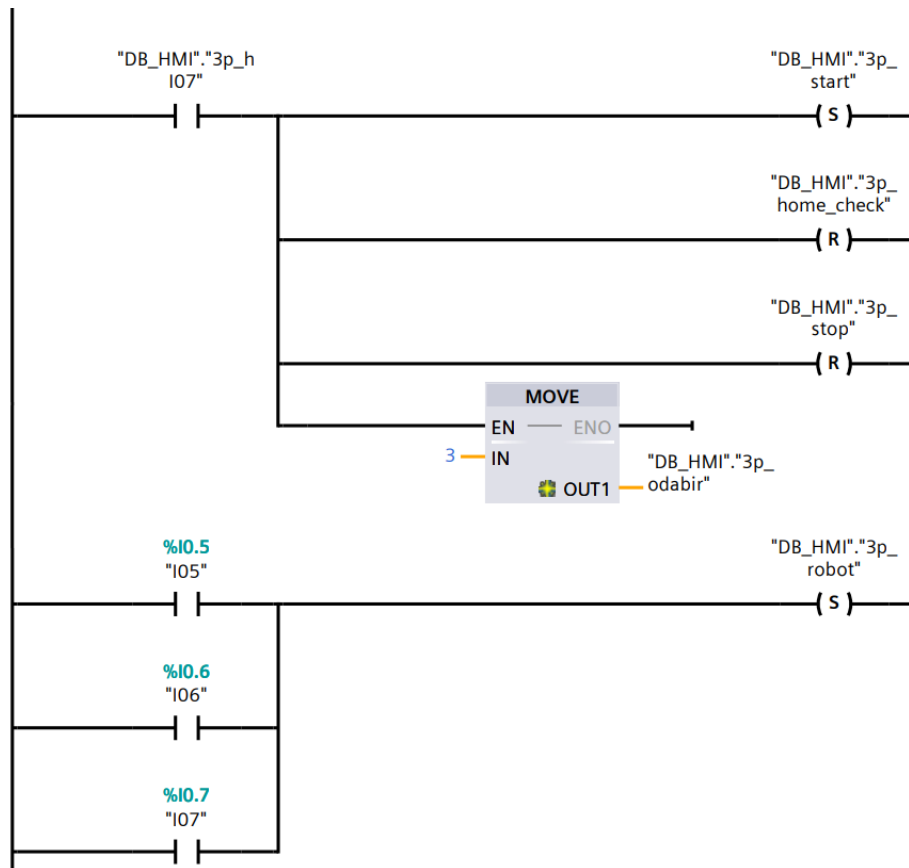 "DB_HMI"."3p_h
I07"
"DB_HMI"."3p_
start"
S
"DB_HMI"."3p_
home_check"
R
"DB_HMI"."3p_
stop"
R
MOVE
EN
ENO
3
IN
OUT1
"DB_HMI"."3p_
odabir"
%I0.5
"I05"
"DB_HMI"."3p_
robot"
S
%I0.6
"I06"
%I0.7
"I07"